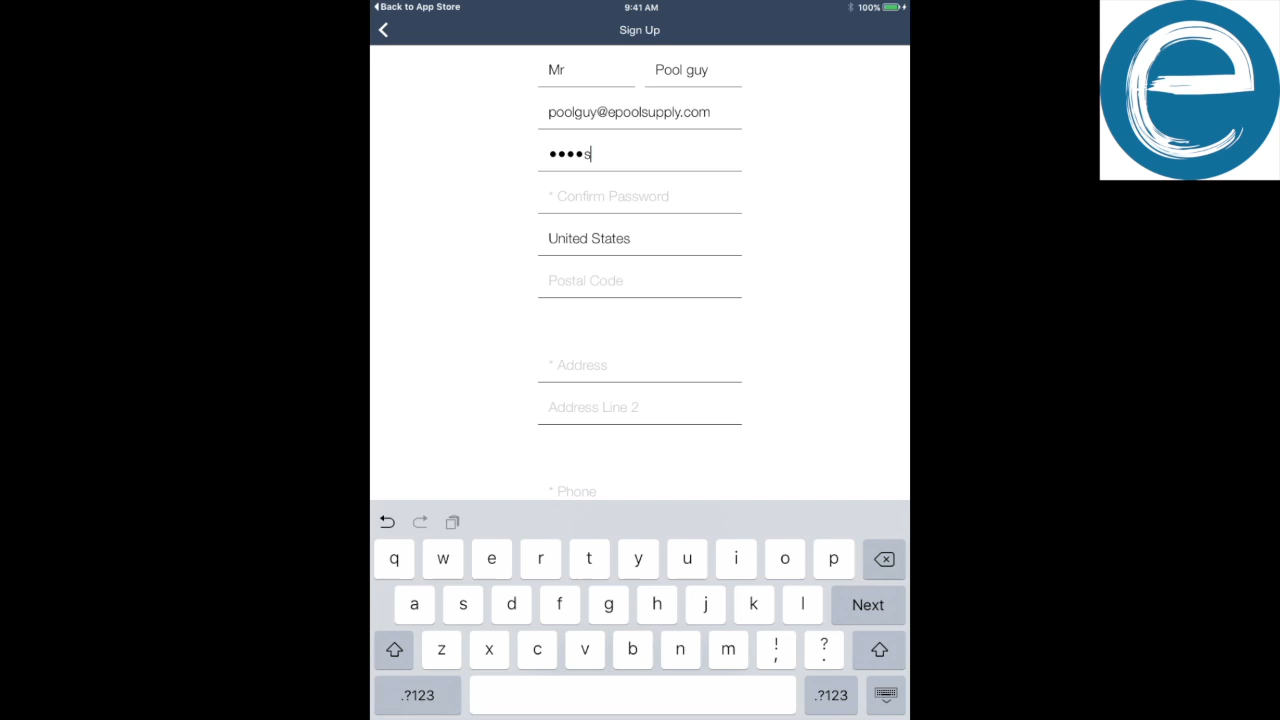 Back to App Store 9:41 AM 100%
Sign Up
Mr Pool guy
poolguy@epoolsupply.com
••••s
* Confirm Password
United States
Postal Code
* Address
Address Line 2
* Phone
q w e r t y u i o p
a s d f g h j k l Next
z x c v b n m ! , ? .
.?123 .?123
e